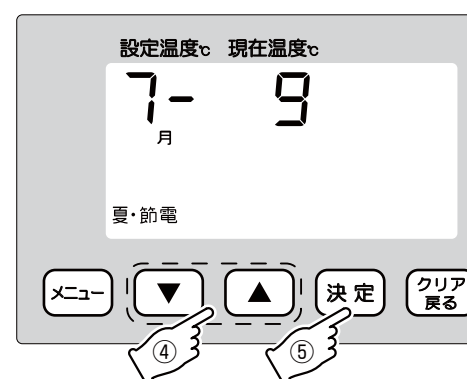 設定温度℃ 現在温度℃
7- 9
月
夏・節電
メニュー ▼ ▲ 決定 クリア
戻る
④ ⑤